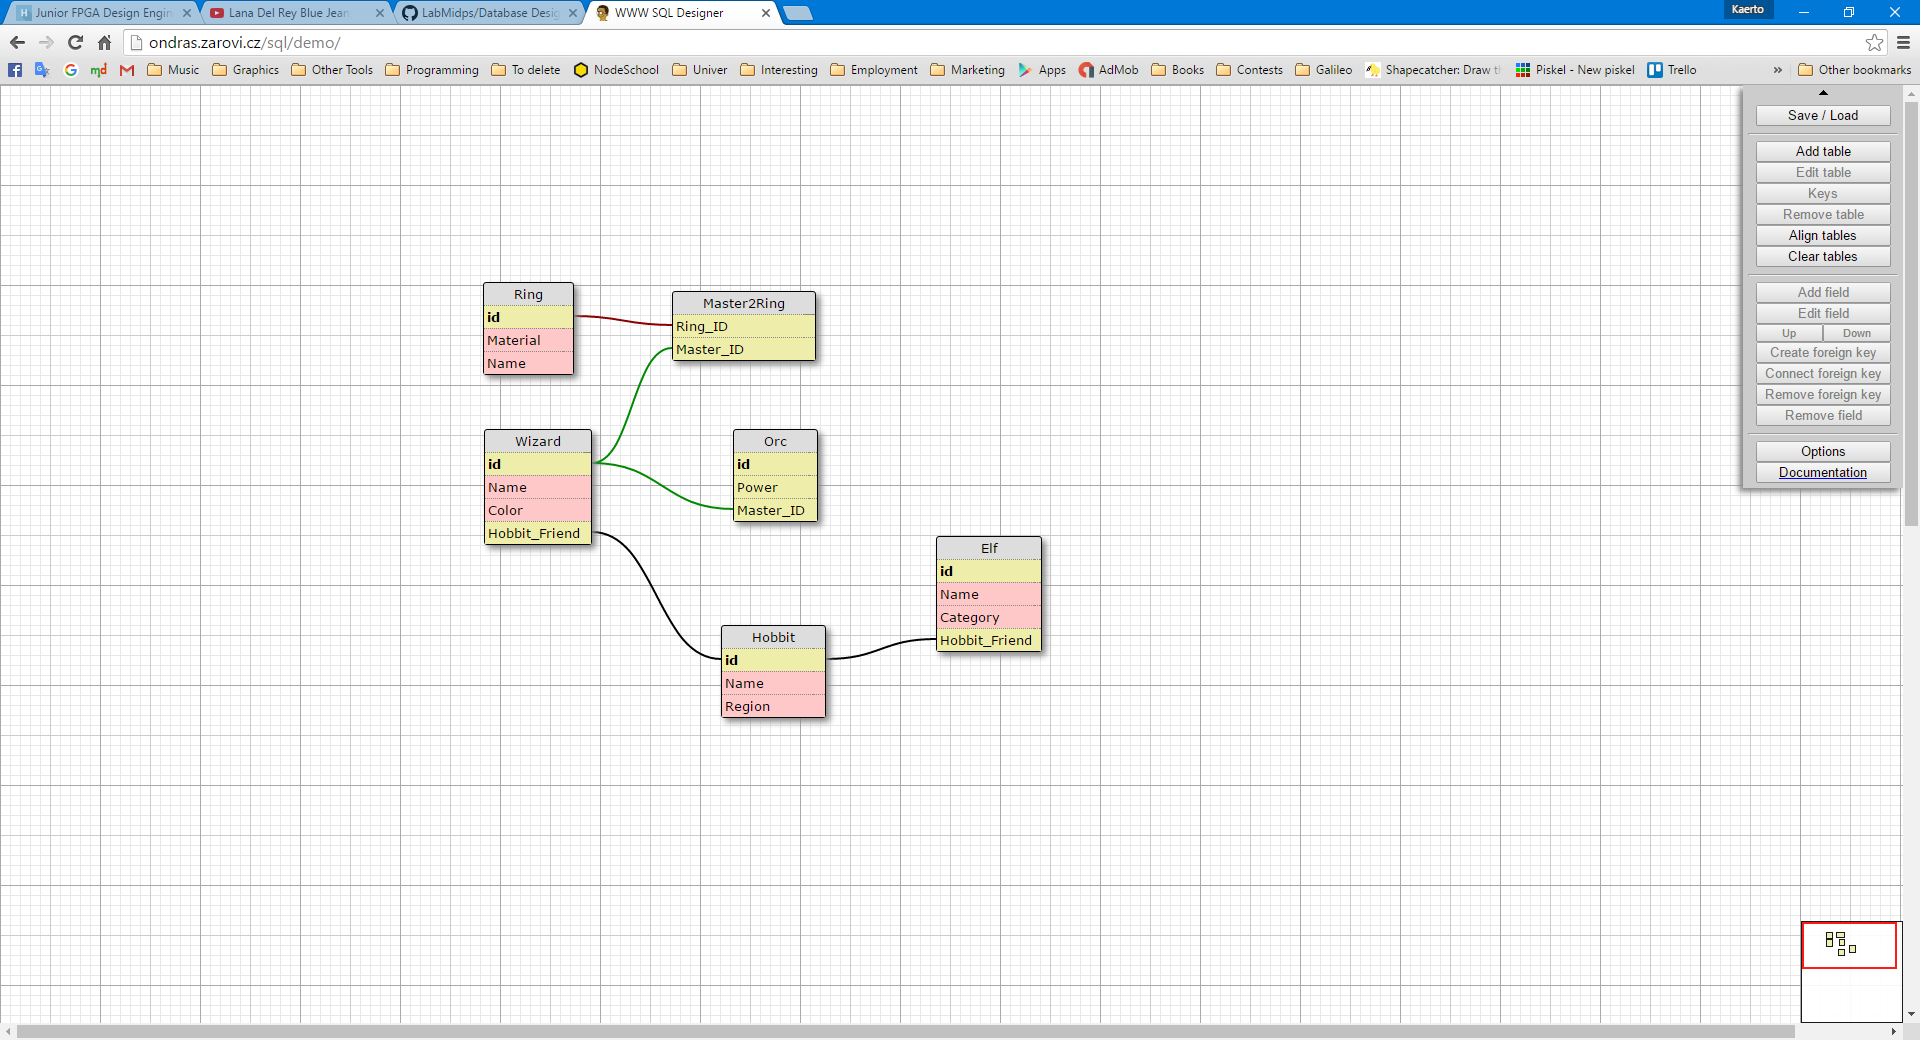 Junior FPGA Design Engin
Lana Del Rey Blue Jean
LabMidps/Database Desig
WWW SQL Designer
Kaerto
ondras.zarovi.cz/sql/demo/
Music Graphics Other Tools Programming To delete NodeSchool Univer Interesting Employment Marketing Apps AdMob Books Contests Galileo Shapecatcher: Draw th Piskel - New piskel Trello » Other bookmarks
Save / Load
Add table
Edit table
Keys
Remove table
Align tables
Clear tables
Add field
Edit field
Up Down
Create foreign key
Connect foreign key
Remove foreign key
Remove field
Options
Documentation
Ring
id
Material
Name
Master2Ring
Ring_ID
Master_ID
Wizard
id
Name
Color
Hobbit_Friend
Orc
id
Power
Master_ID
Elf
id
Name
Category
Hobbit_Friend
Hobbit
id
Name
Region